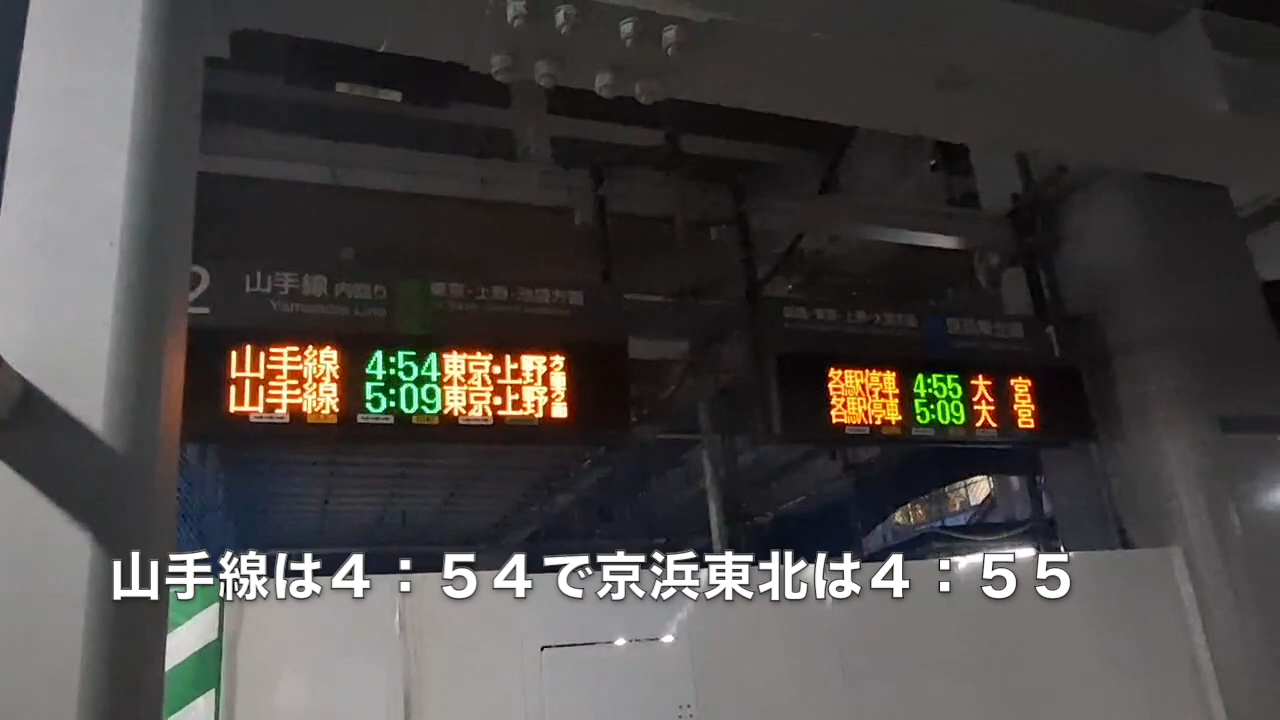 2 山手線 内回り 東京・上野・池袋方面
Yamanote Line
山手線 4:54 東京・上野方面
山手線 5:09 東京・上野方面
各駅停車 4:55 大宮
各駅停車 5:09 大宮
山手線は4：54で京浜東北は4：55